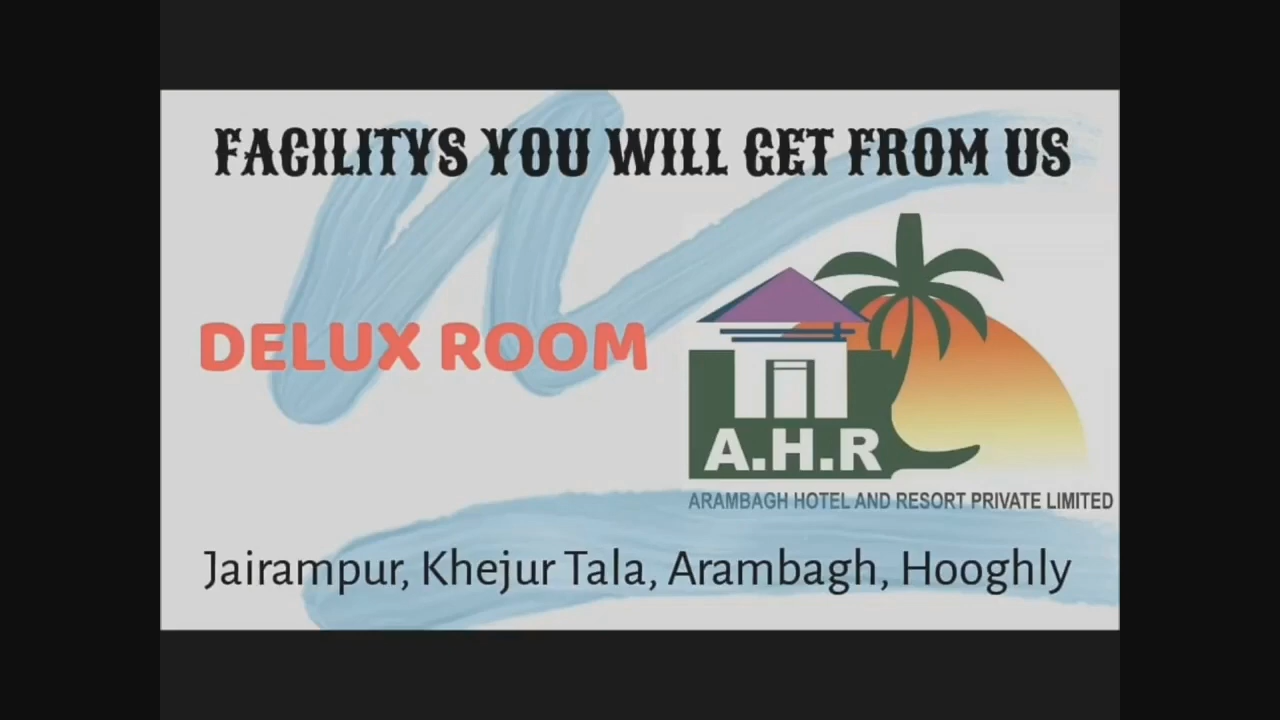 FACILITYS YOU WILL GET FROM US
DELUX ROOM
A.H.R
ARAMBAGH HOTEL AND RESORT PRIVATE LIMITED
Jairampur, Khejur Tala, Arambagh, Hooghly